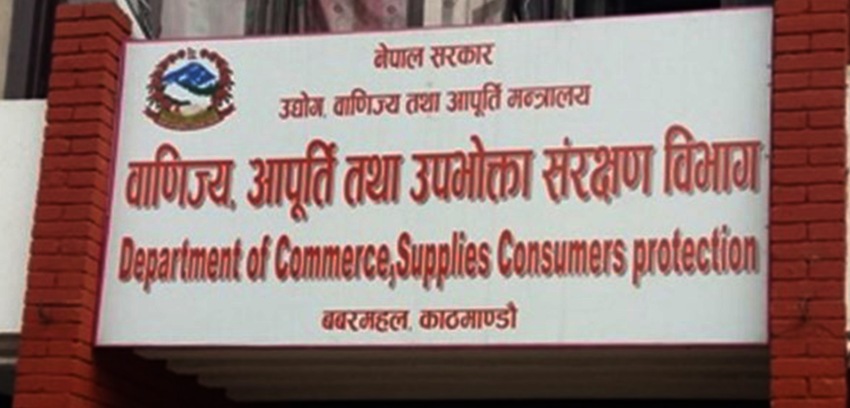 नेपाल सरकार
उद्योग, वाणिज्य तथा आपूर्ति मन्त्रालय
वाणिज्य, आपूर्ति तथा उपभोक्ता संरक्षण विभाग
Department of Commerce,Supplies Consumers protection
बबरमहल, काठमाण्डौ